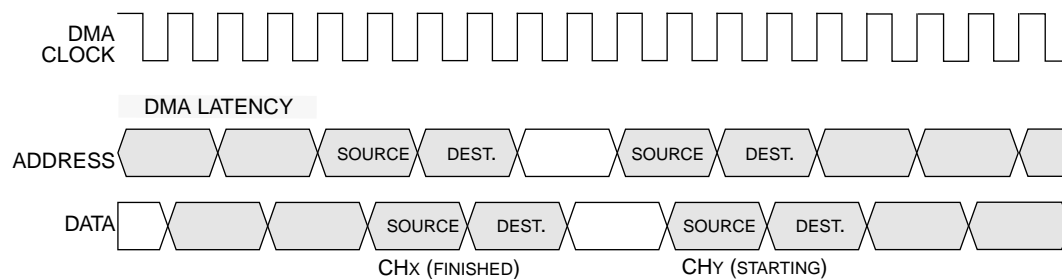 DMA
CLOCK
DMA LATENCY
ADDRESS SOURCE DEST. SOURCE DEST.
DATA SOURCE DEST. SOURCE DEST.
CHX (FINISHED) CHY (STARTING)